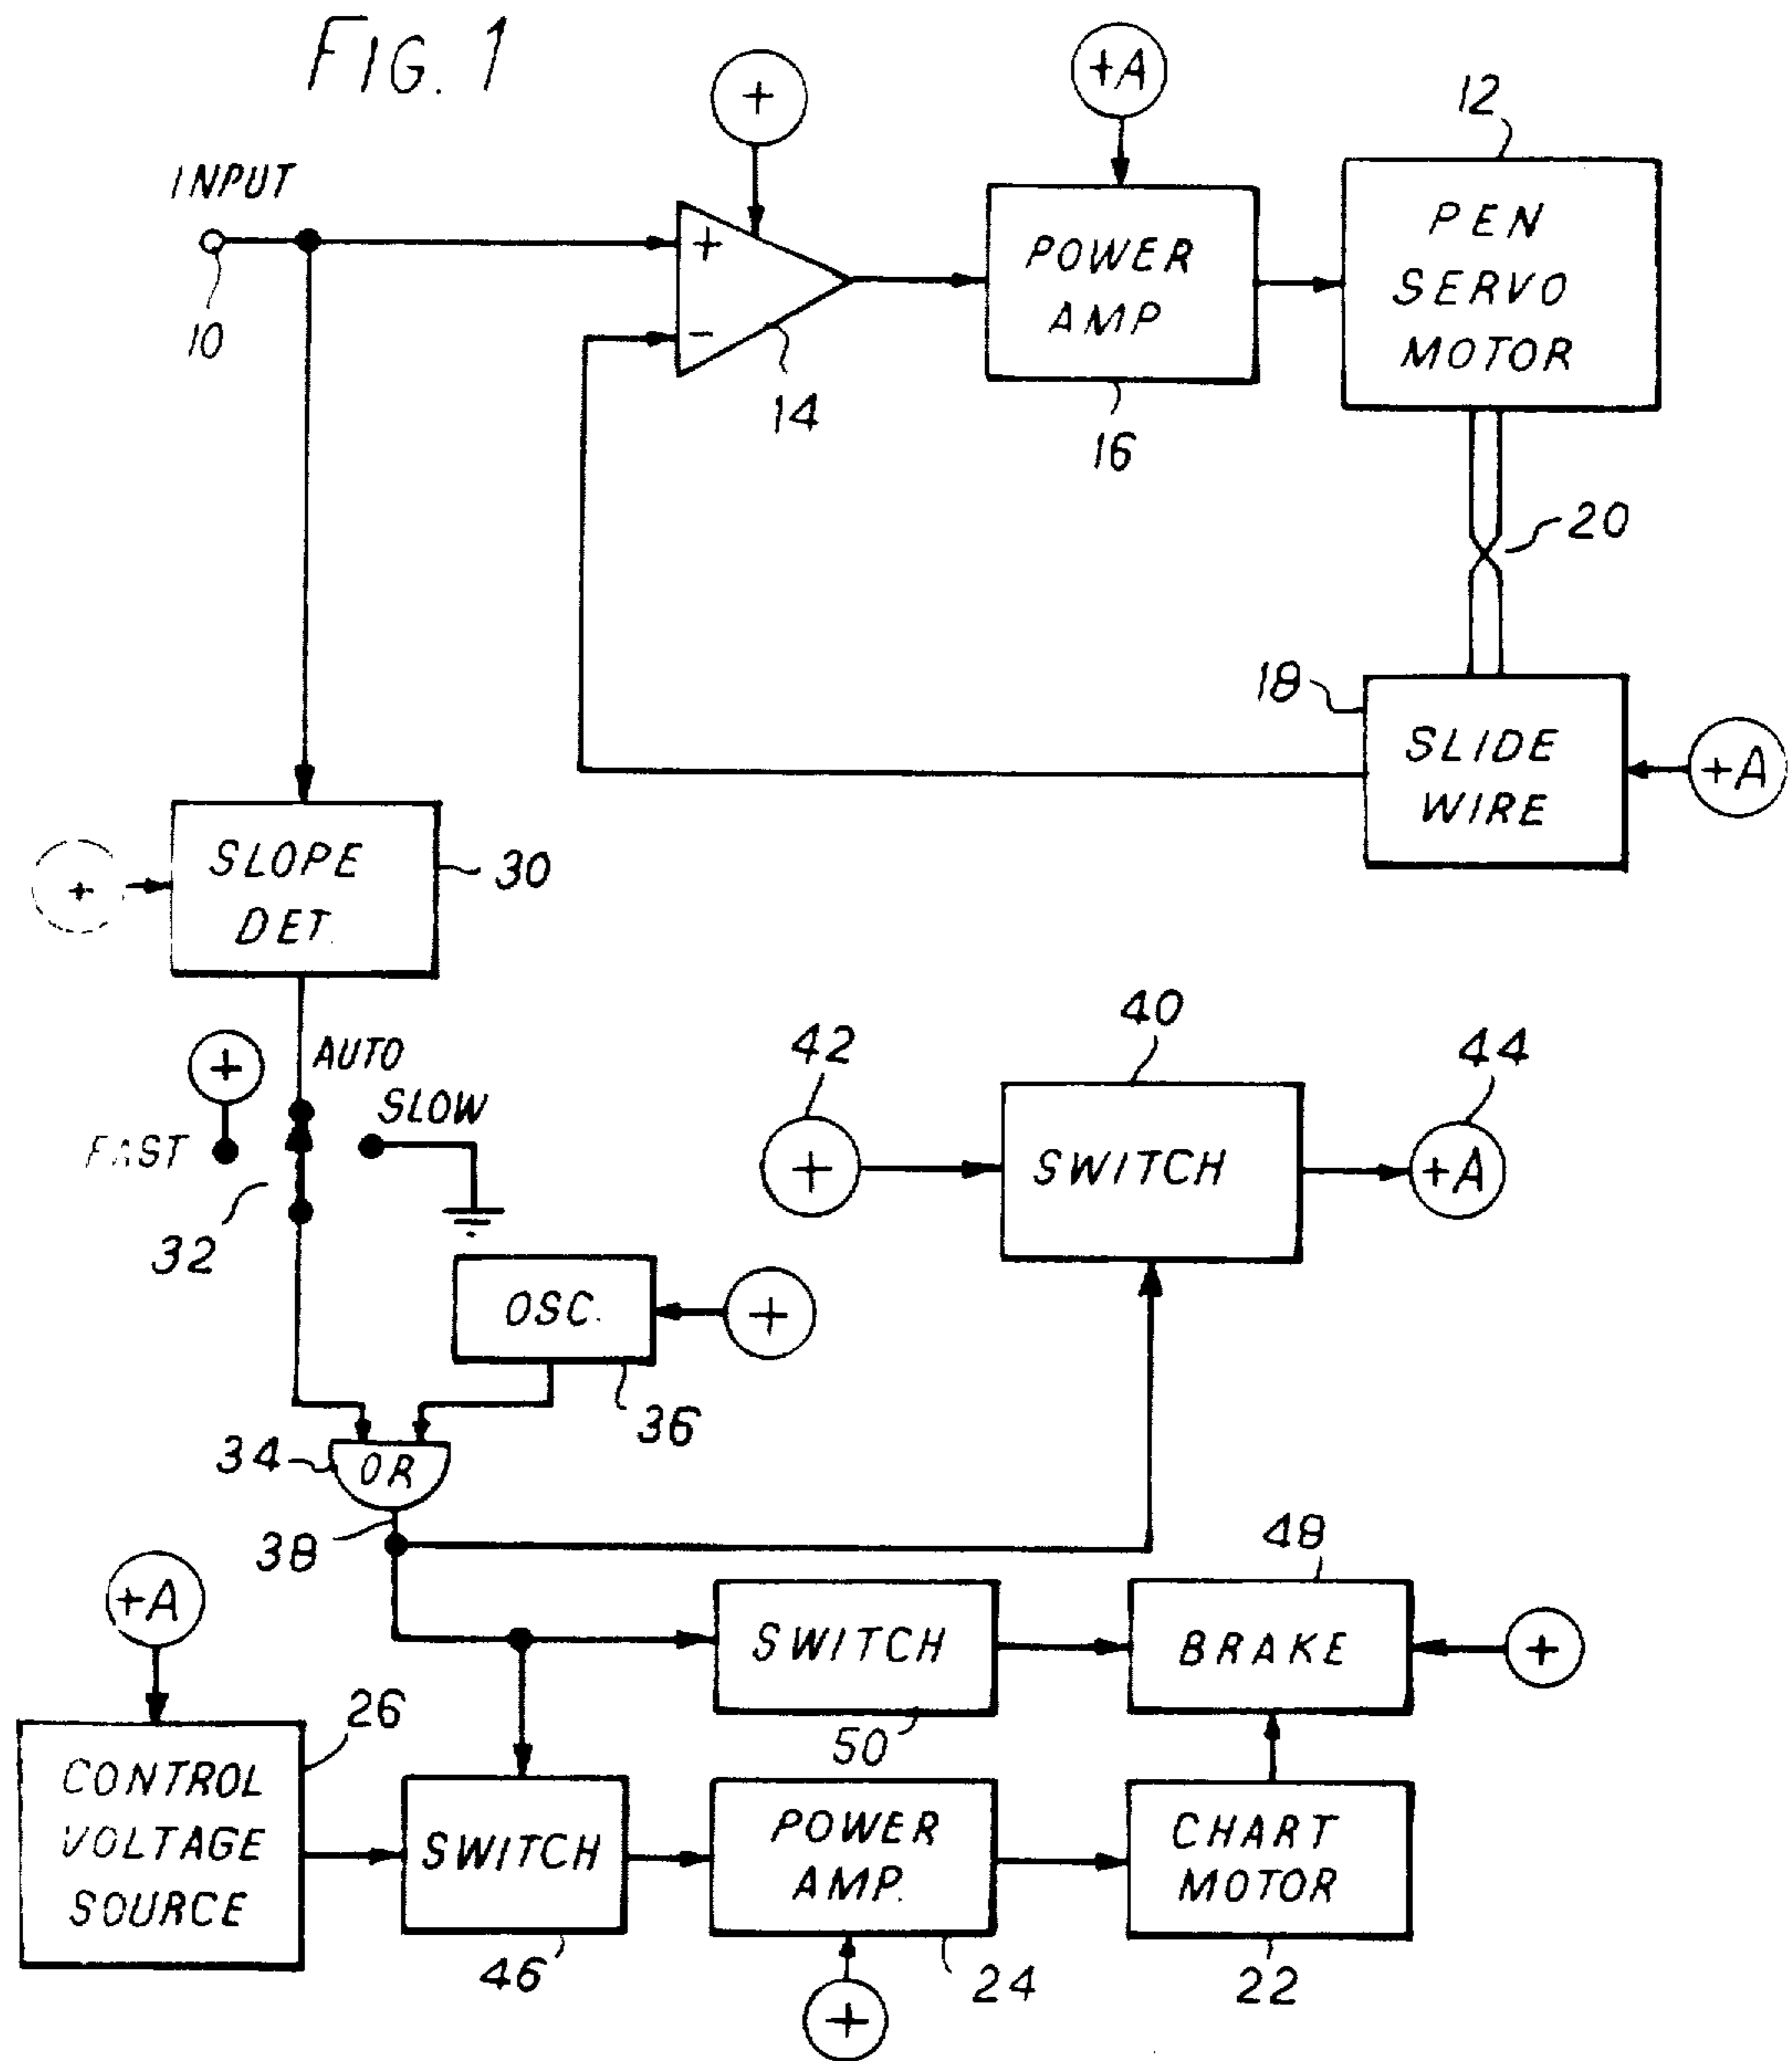 FIG. 1
+
+A
12
INPUT
10
+
-
14
POWER
AMP
16
PEN
SERVO
MOTOR
20
18
SLIDE
WIRE
+A
+
SLOPE
DET.
30
+
AUTO
SLOW
FAST
32
42
+
40
SWITCH
44
+A
OSC.
+
36
34
OR
38
+A
26
CONTROL
VOLTAGE
SOURCE
SWITCH
50
48
BRAKE
+
SWITCH
46
POWER
AMP.
24
+
CHART
MOTOR
22